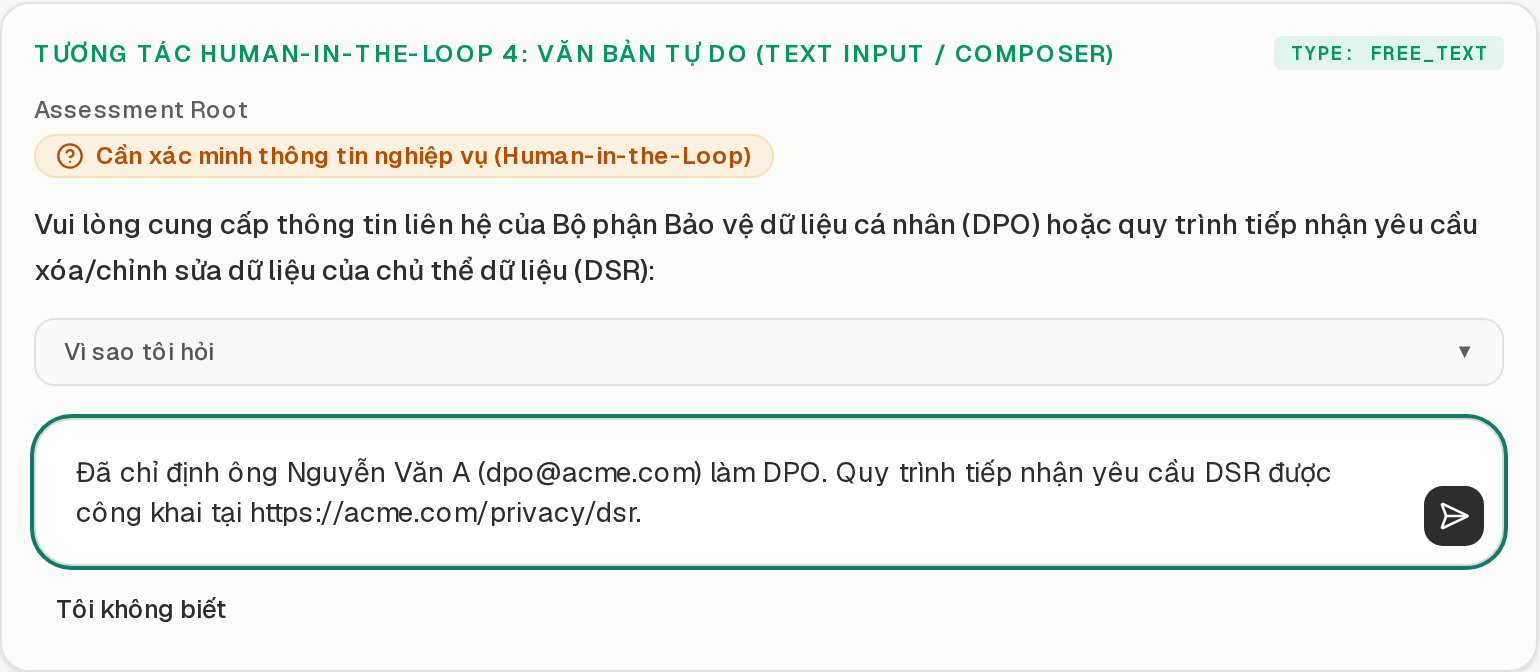 TƯƠNG TÁC HUMAN-IN-THE-LOOP 4: VĂN BẢN TỰ DO (TEXT INPUT / COMPOSER)
TYPE: FREE_TEXT
Assessment Root
Cần xác minh thông tin nghiệp vụ (Human-in-the-Loop)
Vui lòng cung cấp thông tin liên hệ của Bộ phận Bảo vệ dữ liệu cá nhân (DPO) hoặc quy trình tiếp nhận yêu cầu
xóa/chỉnh sửa dữ liệu của chủ thể dữ liệu (DSR):
Vì sao tôi hỏi
Đã chỉ định ông Nguyễn Văn A (dpo@acme.com) làm DPO. Quy trình tiếp nhận yêu cầu DSR được
công khai tại https://acme.com/privacy/dsr.
Tôi không biết